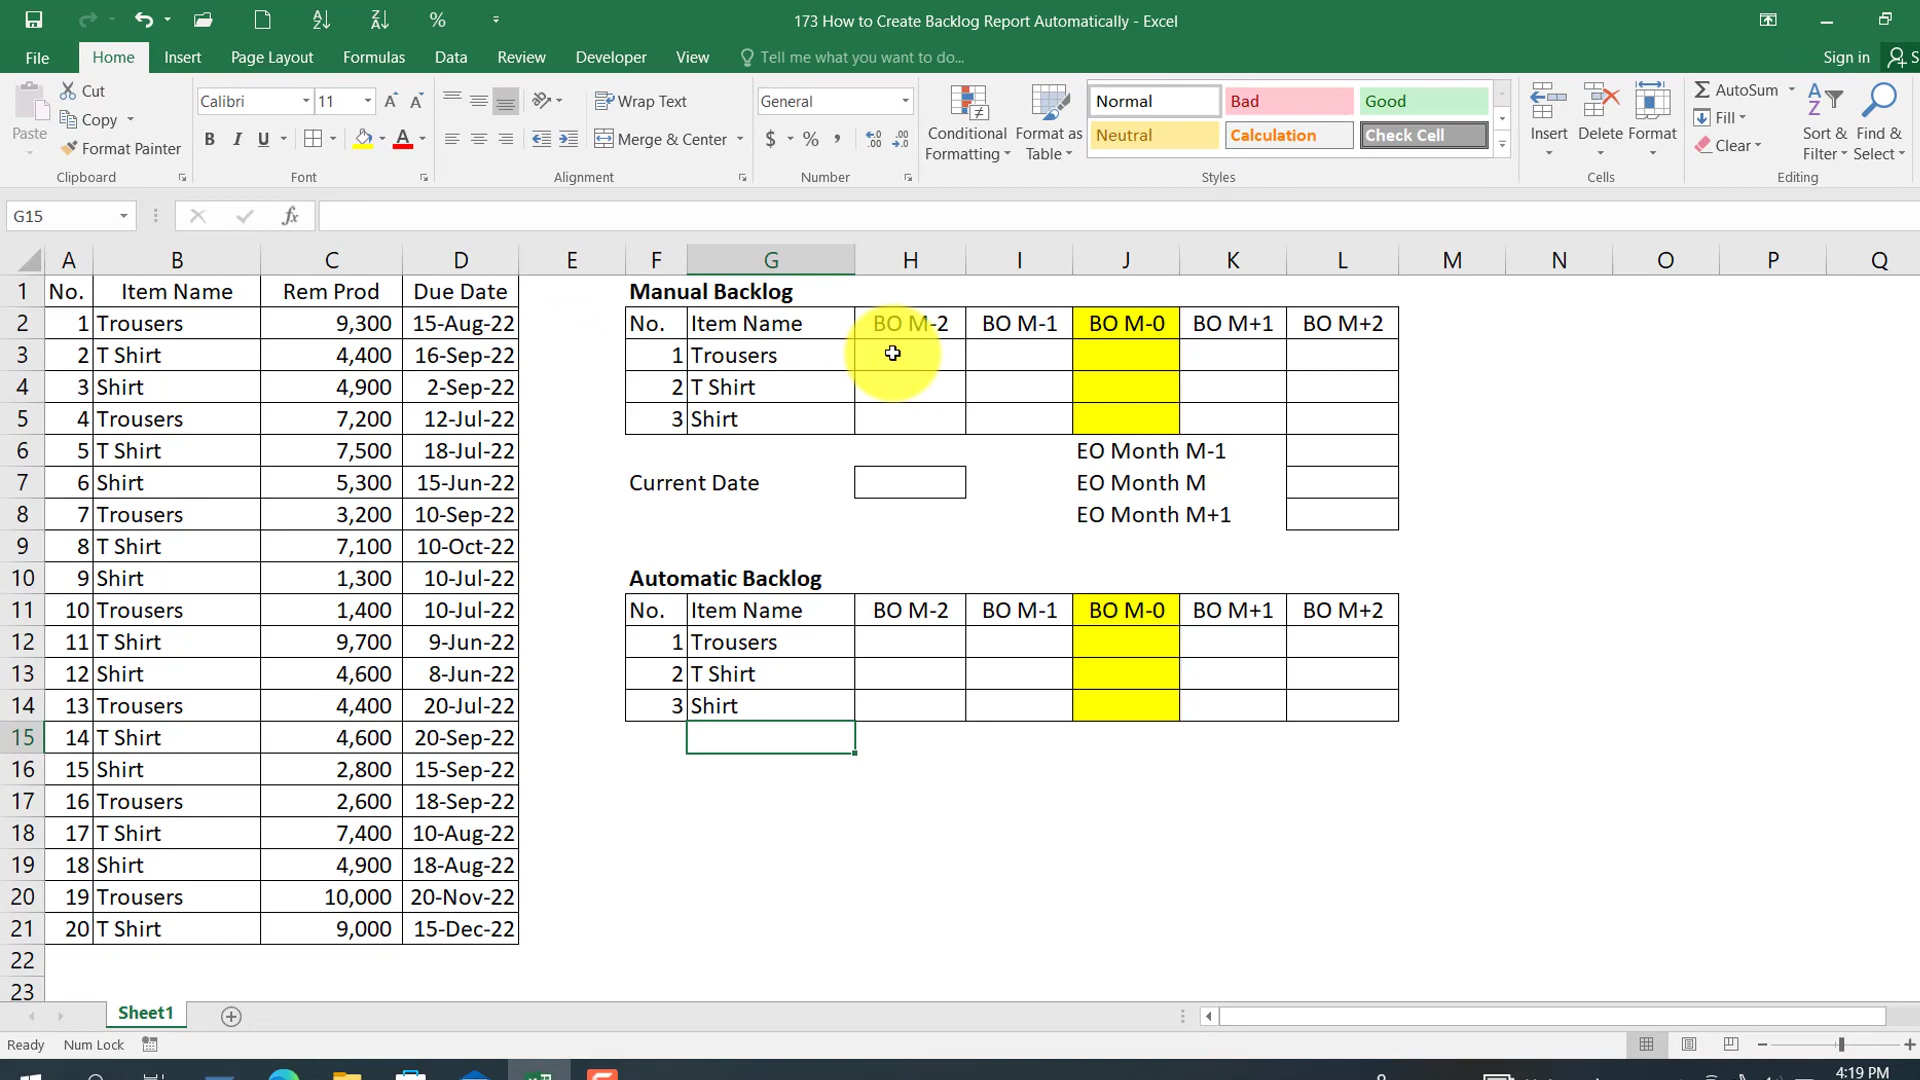 173 How to Create Backlog Report Automatically - Excel
File Home Insert Page Layout Formulas Data Review Developer View Tell me what you want to do... Sign in S
Paste Cut Copy Format Painter Clipboard
Calibri 11 B I U A Font
Wrap Text Merge & Center Alignment
General $ % , Number
Conditional Formatting Format as Table
Normal Bad Good
Neutral Calculation Check Cell
Styles
Insert Delete Format Cells
AutoSum Fill Clear Sort & Filter Find & Select Editing
G15 fx
A B C D E F G H I J K L M N O P Q
1 No. Item Name Rem Prod Due Date Manual Backlog
2 1 Trousers 9,300 15-Aug-22 No. Item Name BO M-2 BO M-1 BO M-0 BO M+1 BO M+2
3 2 T Shirt 4,400 16-Sep-22 1 Trousers
4 3 Shirt 4,900 2-Sep-22 2 T Shirt
5 4 Trousers 7,200 12-Jul-22 3 Shirt
6 5 T Shirt 7,500 18-Jul-22 EO Month M-1
7 6 Shirt 5,300 15-Jun-22 Current Date EO Month M
8 7 Trousers 3,200 10-Sep-22 EO Month M+1
9 8 T Shirt 7,100 10-Oct-22
10 9 Shirt 1,300 10-Jul-22 Automatic Backlog
11 10 Trousers 1,400 10-Jul-22 No. Item Name BO M-2 BO M-1 BO M-0 BO M+1 BO M+2
12 11 T Shirt 9,700 9-Jun-22 1 Trousers
13 12 Shirt 4,600 8-Jun-22 2 T Shirt
14 13 Trousers 4,400 20-Jul-22 3 Shirt
15 14 T Shirt 4,600 20-Sep-22
16 15 Shirt 2,800 15-Sep-22
17 16 Trousers 2,600 18-Sep-22
18 17 T Shirt 7,400 10-Aug-22
19 18 Shirt 4,900 18-Aug-22
20 19 Trousers 10,000 20-Nov-22
21 20 T Shirt 9,000 15-Dec-22
22
23
Sheet1
Ready Num Lock
4:19 PM